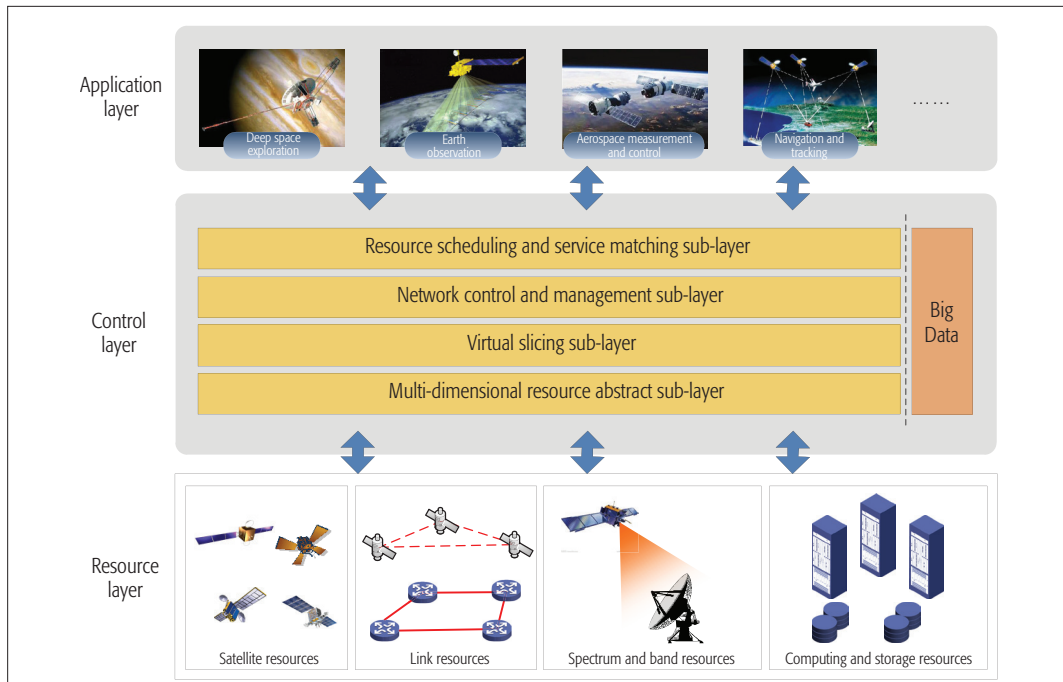 Application
layer
Deep space
exploration
Earth
observation
Aerospace measurement
and control
Navigation and
tracking
……
Control
layer
Resource scheduling and service matching sub-layer
Network control and management sub-layer
Virtual slicing sub-layer
Multi-dimensional resource abstract sub-layer
Big
Data
Resource
layer
Satellite resources
Link resources
Spectrum and band resources
Computing and storage resources